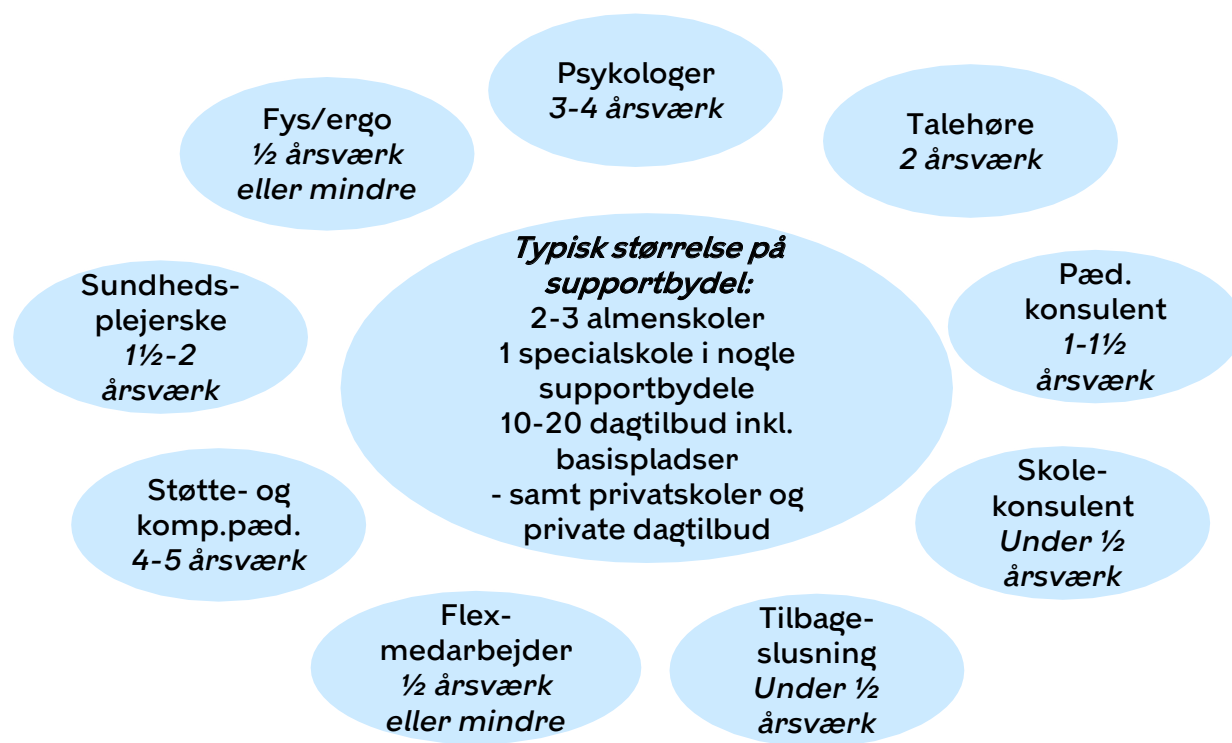 Psykologer
3-4 årsværk
Fys/ergo
½ årsværk
eller mindre
Talehøre
2 årsværk
Typisk størrelse på
supportbydel:
2-3 almenskoler
1 specialskole i nogle
supportbydele
10-20 dagtilbud inkl.
basispladser
- samt privatskoler og
private dagtilbud
Sundheds-
plejerske
1½-2
årsværk
Pæd.
konsulent
1-1½
årsværk
Støtte- og
komp.pæd.
4-5 årsværk
Skole-
konsulent
Under ½
årsværk
Flex-
medarbejder
½ årsværk
eller mindre
Tilbage-
slusning
Under ½
årsværk